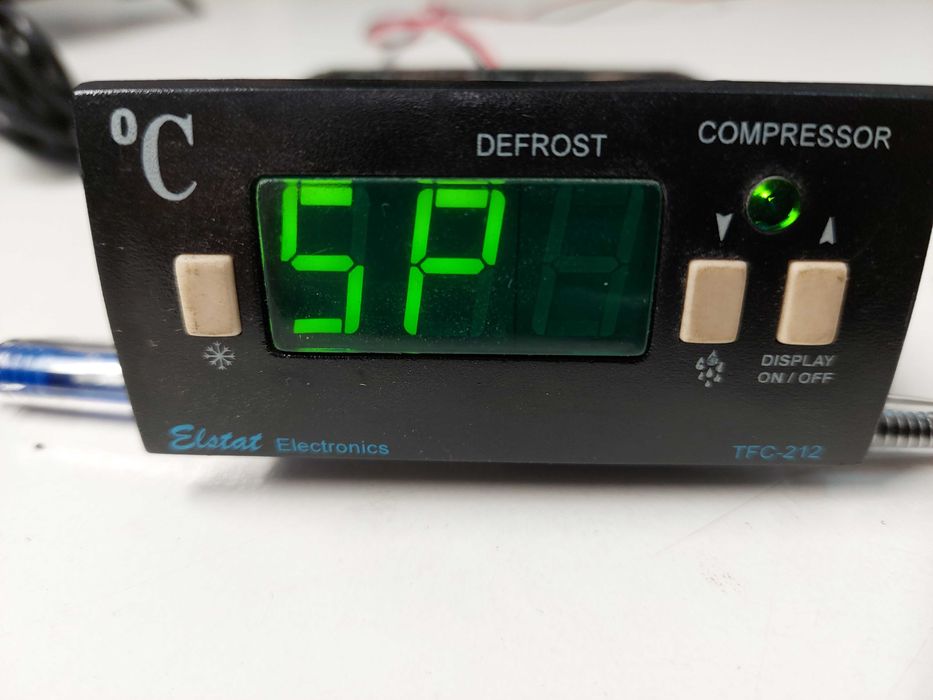 °C
DEFROST
COMPRESSOR
SP
DISPLAY
ON / OFF
Elstat Electronics
TFC-212